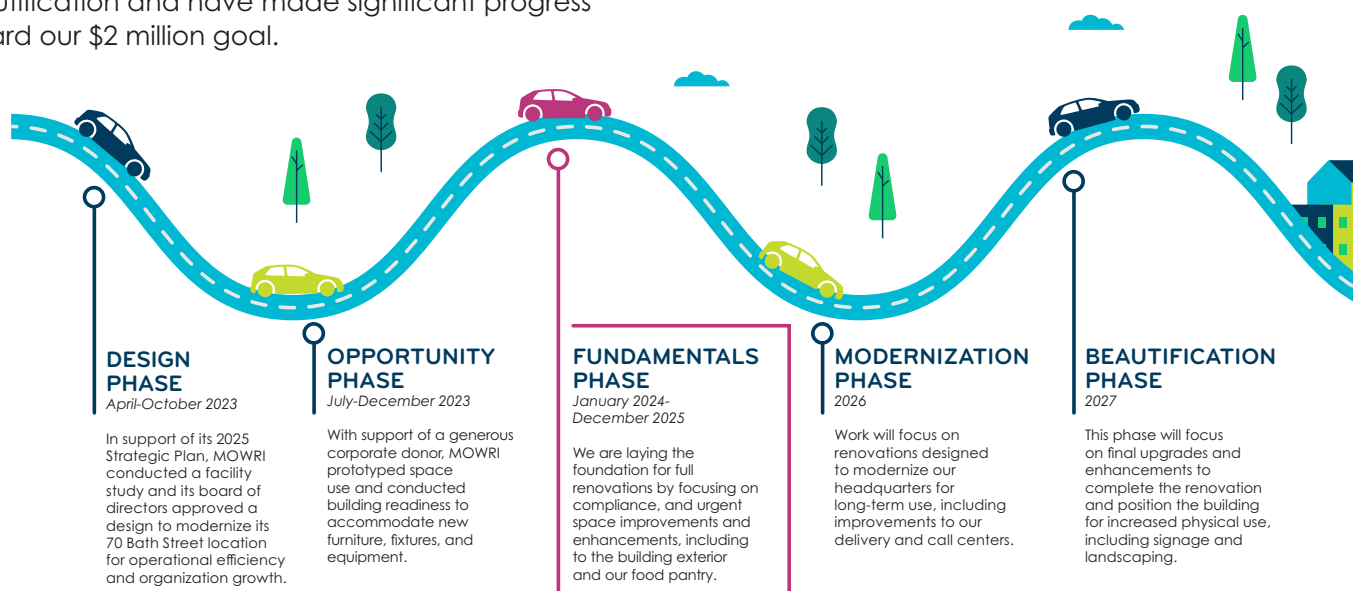 and have made significant progress
our $2 million goal.
DESIGN
PHASE
April-October 2023
In support of its 2025
Strategic Plan, MOWRI
conducted a facility
study and its board of
directors approved a
design to modernize its
70 Bath Street location
for operational efficiency
and organization growth.
OPPORTUNITY
PHASE
July-December 2023
With support of a generous
corporate donor, MOWRI
prototyped space
use and conducted
building readiness to
accommodate new
furniture, fixtures, and
equipment.
FUNDAMENTALS
PHASE
January 2024-
December 2025
We are laying the
foundation for full
renovations by focusing on
compliance, and urgent
space improvements and
enhancements, including
to the building exterior
and our food pantry.
MODERNIZATION
PHASE
2026
Work will focus on
renovations designed
to modernize our
headquarters for
long-term use, including
improvements to our
delivery and call centers.
BEAUTIFICATION
PHASE
2027
This phase will focus
on final upgrades and
enhancements to
complete the renovation
and position the building
for increased physical use,
including signage and
landscaping.